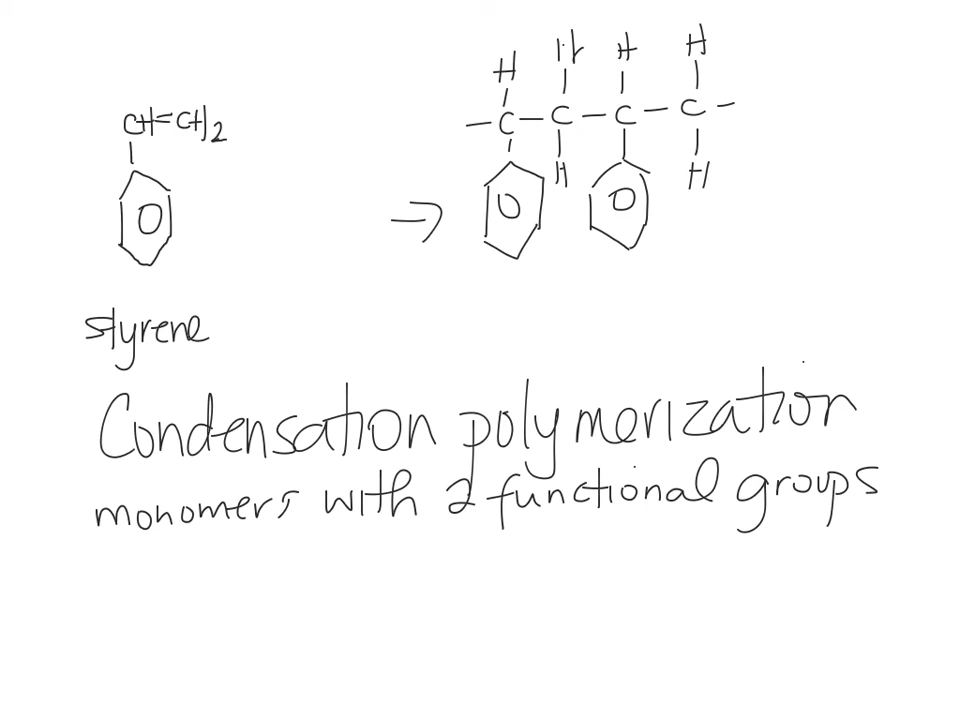 H H H H
CH=CH2
– C – C – C – C –
H H
⇒
styrene
Condensation polymerization
monomers with 2 functional groups